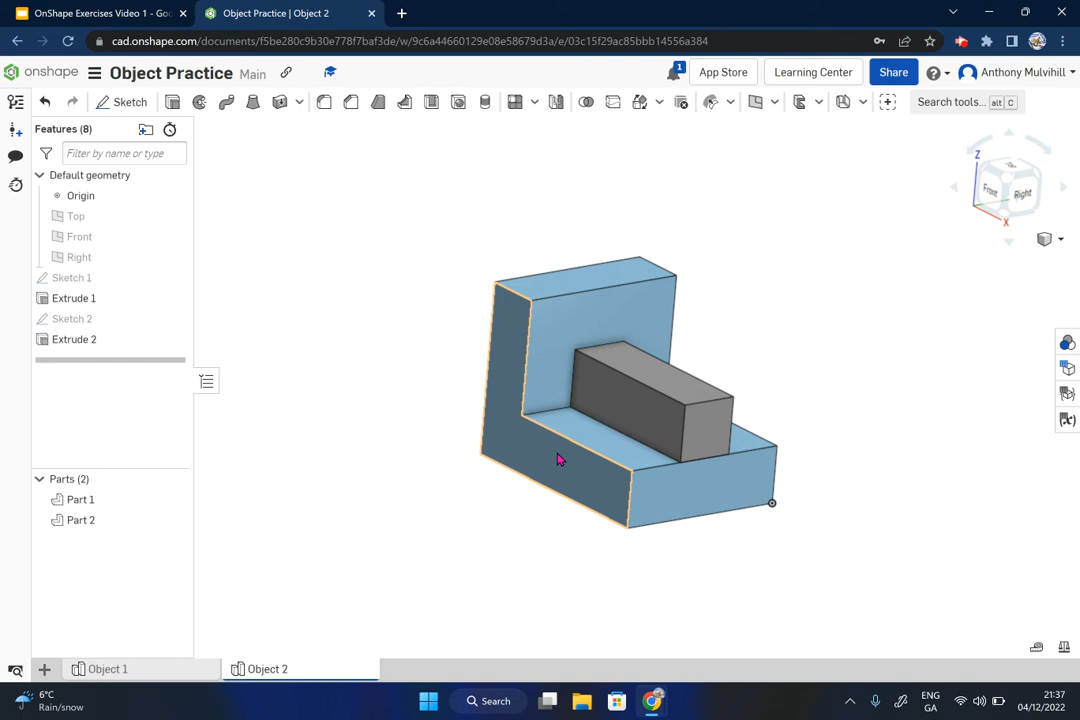 OnShape Exercises Video 1 - Goo
Object Practice | Object 2
cad.onshape.com/documents/f5be280c9b30e778f7baf3de/w/9c6a44660129e08e58679d3a/e/03c15f29ac85bbb14556a384
onshape
Object Practice Main
1
App Store
Learning Center
Share
Anthony Mulvihill
Sketch
Search tools... alt C
Features (8)
Filter by name or type
Default geometry
Origin
Top
Front
Right
Sketch 1
Extrude 1
Sketch 2
Extrude 2
Parts (2)
Part 1
Part 2
Z
Front
Right
X
(x)
Object 1
Object 2
6°C
Rain/snow
Search
ENG
GA
21:37
04/12/2022